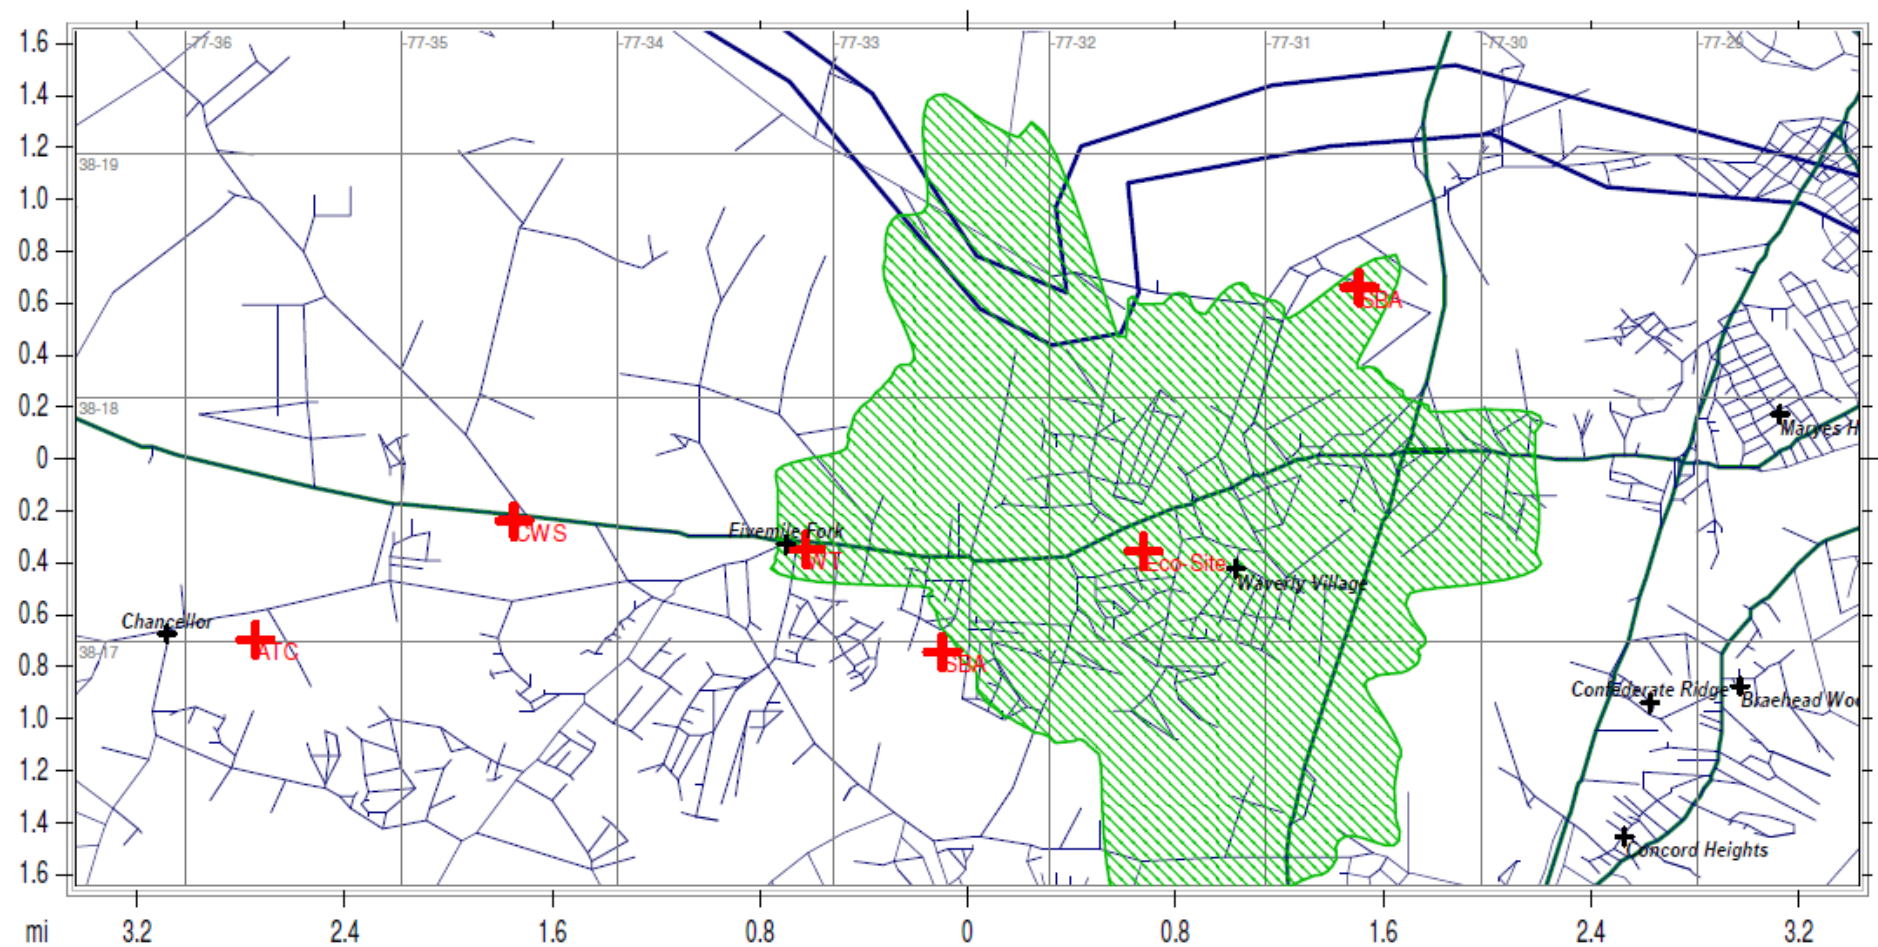 1.6
-77-36
-77-35
-77-34
-77-33
-77-32
-77-31
-77-30
-77-29
1.4
1.2
38-19
1.0
0.8
0.6
SBA
0.4
0.2
38-18
Maryes H
0
0.2
CWS
Fivemile Fork
WT
0.4
Eco-Site
Waverly Village
0.6
Chancellor
ATC
38-17
SBA
0.8
Confederate Ridge
Braehead Woo
1.0
1.2
1.4
Concord Heights
1.6
mi
3.2
2.4
1.6
0.8
0
0.8
1.6
2.4
3.2